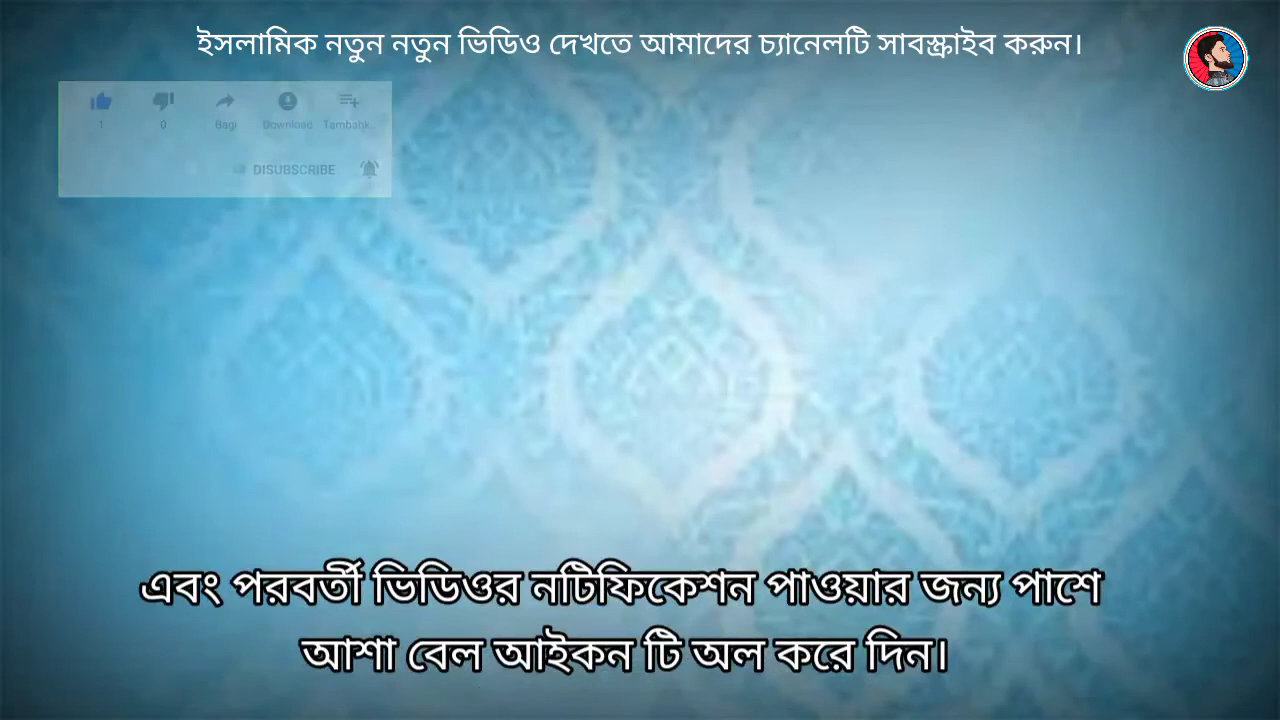 ইসলামিক নতুন নতুন ভিডিও দেখতে আমাদের চ্যানেলটি সাবস্ক্রাইব করুন।
1 0 Bagi Download Tambahk..
DISUBSCRIBE
এবং পরবর্তী ভিডিওর নটিফিকেশন পাওয়ার জন্য পাশে
আশা বেল আইকন টি অল করে দিন।